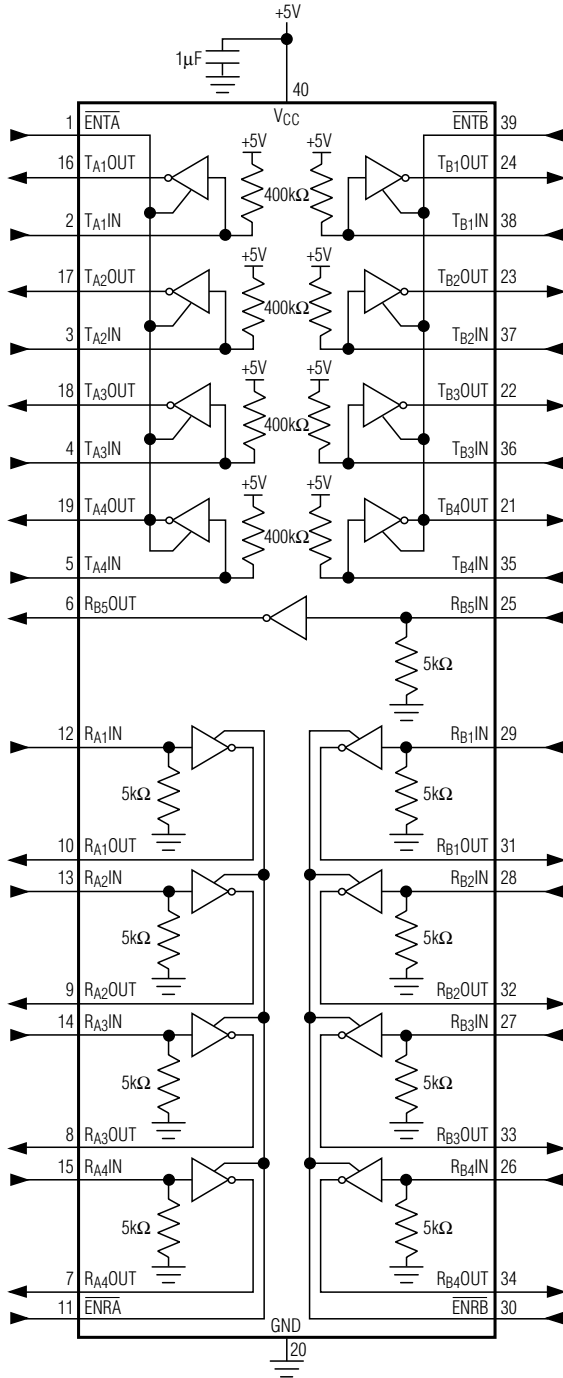 +5V
1μF
40
VCC
1 ENTA ENTB 39
16 TA1OUT +5V +5V TB1OUT 24
400kΩ
2 TA1IN TB1IN 38
17 TA2OUT +5V +5V TB2OUT 23
400kΩ
3 TA2IN TB2IN 37
18 TA3OUT +5V +5V TB3OUT 22
400kΩ
4 TA3IN TB3IN 36
19 TA4OUT +5V +5V TB4OUT 21
400kΩ
5 TA4IN TB4IN 35
6 RB5OUT RB5IN 25
5kΩ
12 RA1IN RB1IN 29
5kΩ 5kΩ
10 RA1OUT RB1OUT 31
13 RA2IN RB2IN 28
5kΩ 5kΩ
9 RA2OUT RB2OUT 32
14 RA3IN RB3IN 27
5kΩ 5kΩ
8 RA3OUT RB3OUT 33
15 RA4IN RB4IN 26
5kΩ 5kΩ
7 RA4OUT RB4OUT 34
11 ENRA ENRB 30
GND
20